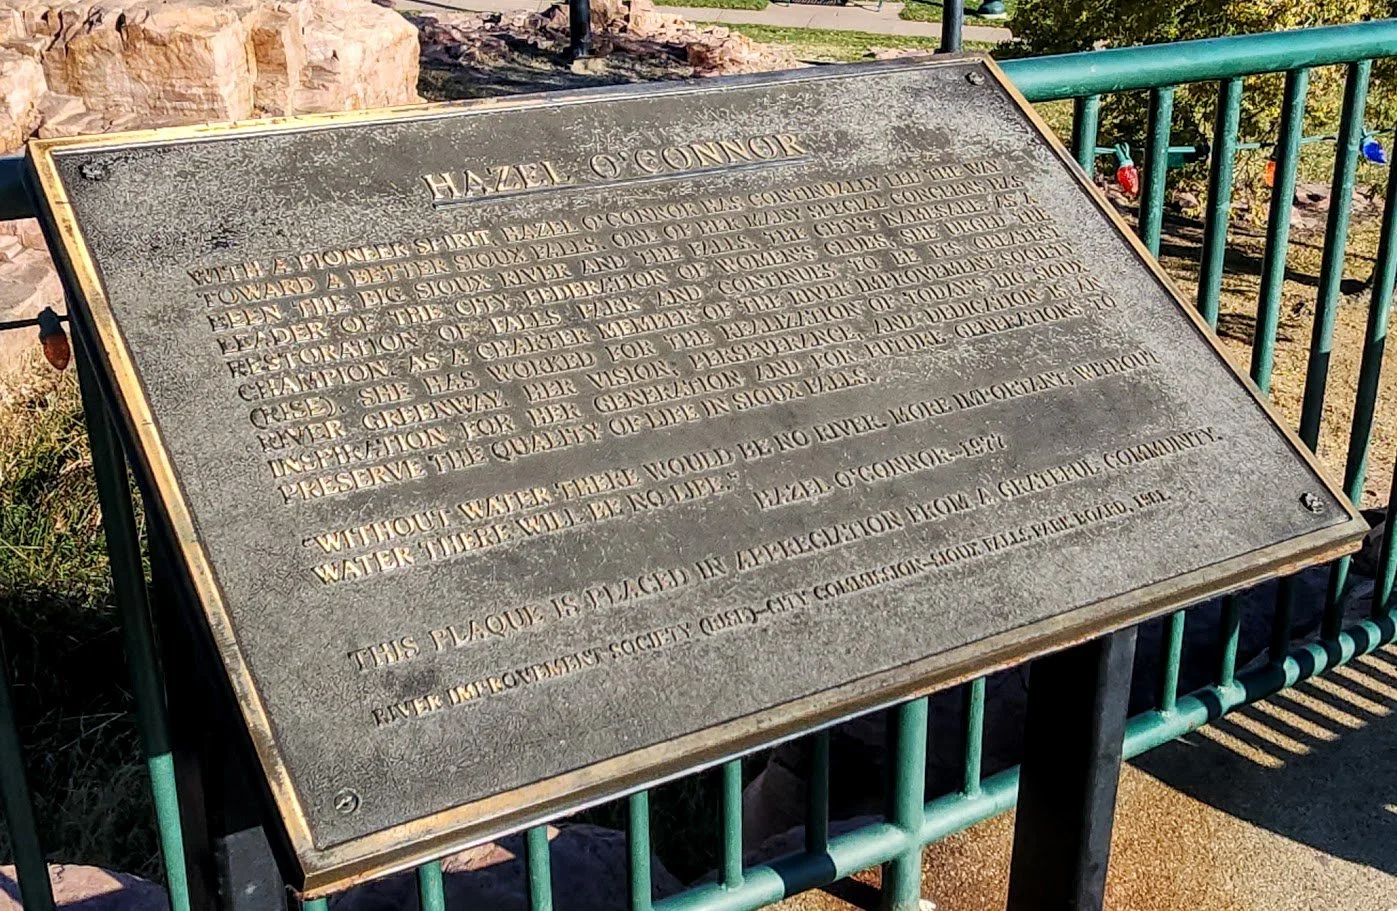 HAZEL O'CONNOR
WITH A PIONEER SPIRIT, HAZEL O'CONNOR HAS CONTINUALLY LED THE WAY
TOWARD A BETTER SIOUX FALLS. ONE OF HER MANY SPECIAL CONCERNS HAS
BEEN THE BIG SIOUX RIVER AND THE FALLS, THE CITY'S NAMESAKE. AS A
LEADER OF THE CITY FEDERATION OF WOMEN'S CLUBS, SHE URGED THE
RESTORATION OF FALLS PARK AND CONTINUES TO BE ITS GREATEST
CHAMPION. AS A CHARTER MEMBER OF THE RIVER IMPROVEMENT SOCIETY
(RISE), SHE HAS WORKED FOR THE REALIZATION OF TODAY'S BIG SIOUX
RIVER GREENWAY. HER VISION, PERSEVERANCE, AND DEDICATION IS AN
INSPIRATION FOR HER GENERATION AND FOR FUTURE GENERATIONS TO
PRESERVE THE QUALITY OF LIFE IN SIOUX FALLS.
"WITHOUT WATER THERE WOULD BE NO RIVER. MORE IMPORTANT, WITHOUT
WATER THERE WILL BE NO LIFE."
HAZEL O'CONNOR–1977
THIS PLAQUE IS PLACED IN APPRECIATION FROM A GRATEFUL COMMUNITY.
RIVER IMPROVEMENT SOCIETY (RISE)–CITY COMMISSION–SIOUX FALLS PARK BOARD,